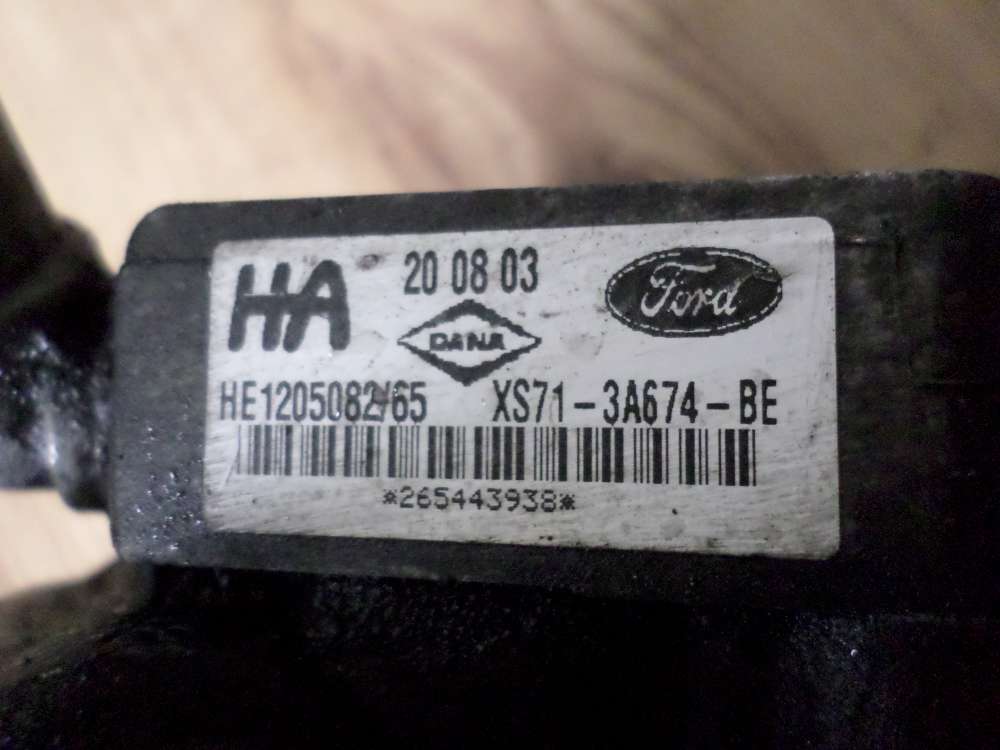 HA 20 08 03 Ford
DANA
HE1205082/65 XS71-3A674-BE
*265443938*